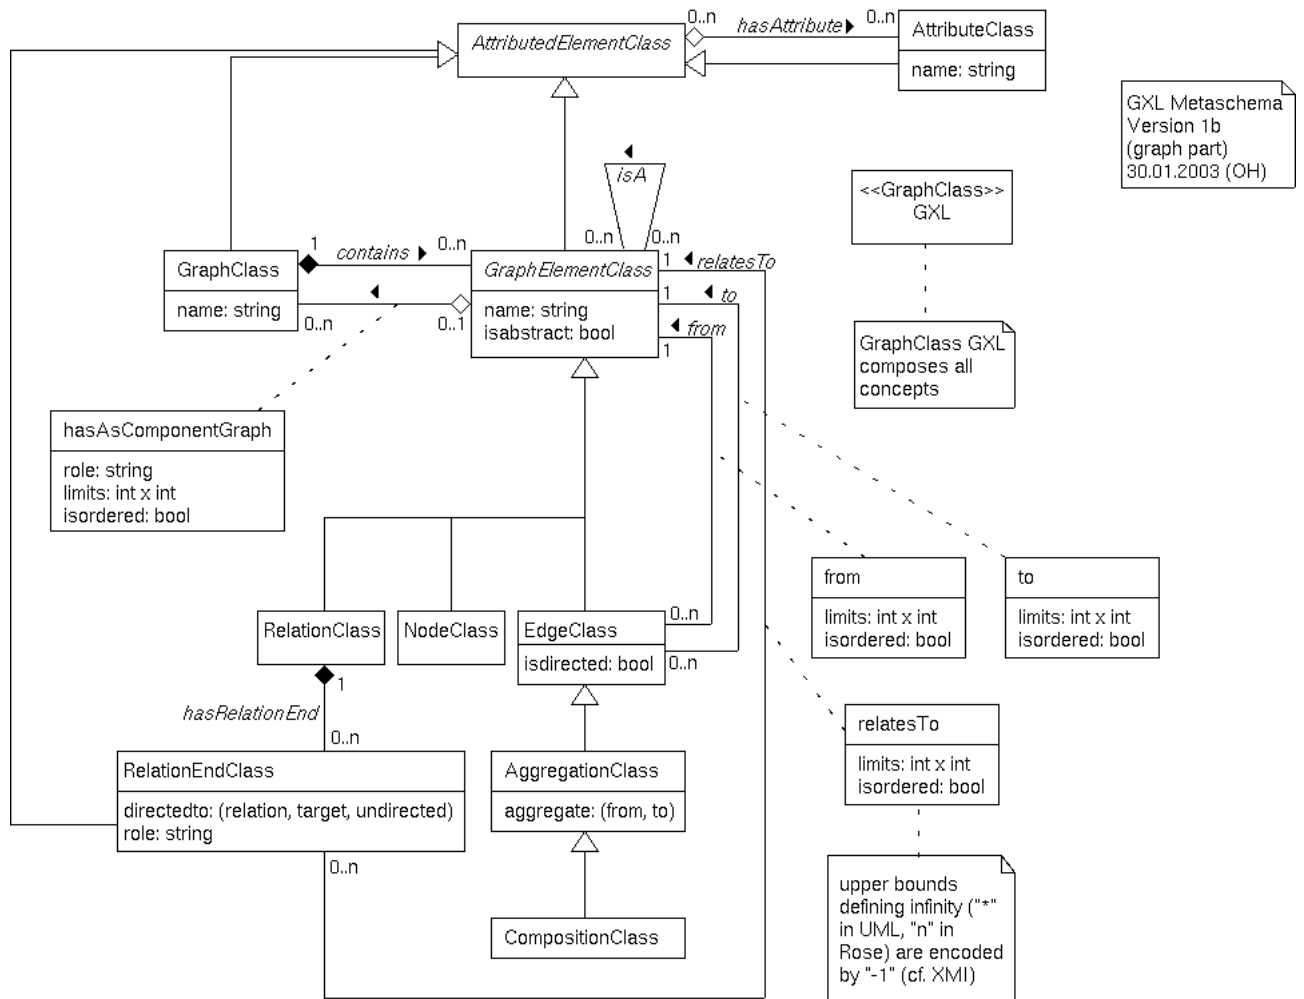 0..n
hasAttribute
0..n
AttributedElementClass
AttributeClass
name: string
GXL Metaschema
Version 1b
(graph part)
30.01.2003 (OH)
isA
0..n
0..n
<<GraphClass>>
GXL
1
contains
0..n
GraphClass
name: string
0..n
0..1
GraphElementClass
name: string
isabstract: bool
1
relatesTo
1
to
from
1
GraphClass GXL
composes all
concepts
hasAsComponentGraph
role: string
limits: int x int
isordered: bool
from
limits: int x int
isordered: bool
to
limits: int x int
isordered: bool
RelationClass
NodeClass
EdgeClass
isdirected: bool
0..n
0..n
1
hasRelationEnd
0..n
relatesTo
limits: int x int
isordered: bool
RelationEndClass
directedto: (relation, target, undirected)
role: string
0..n
AggregationClass
aggregate: (from, to)
CompositionClass
upper bounds
defining infinity ("*"
in UML, "n" in
Rose) are encoded
by "-1" (cf. XMI)